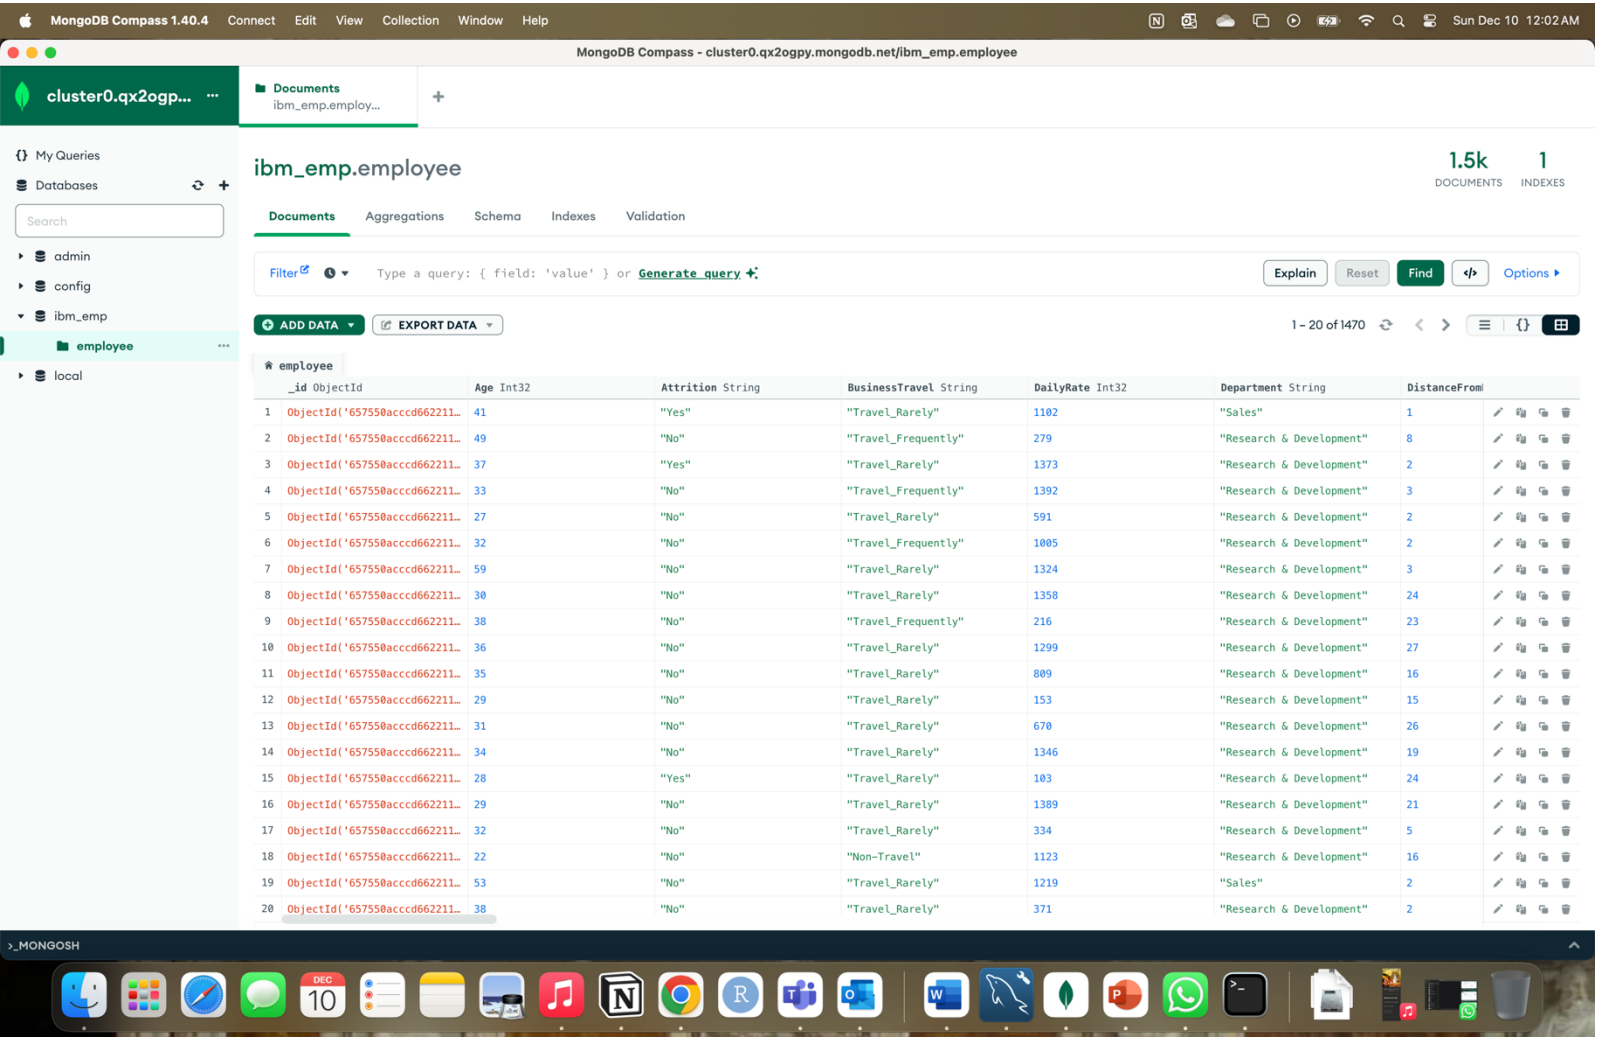 MongoDB Compass 1.40.4 Connect Edit View Collection Window Help Sun Dec 10 12:02 AM
MongoDB Compass - cluster0.qx2ogpy.mongodb.net/ibm_emp.employee
cluster0.qx2ogp... ...
Documents
ibm_emp.employ...
{} My Queries
Databases
Search
admin
config
ibm_emp
employee ...
local
ibm_emp.employee
1.5k DOCUMENTS
1 INDEXES
Documents Aggregations Schema Indexes Validation
Filter Type a query: { field: 'value' } or Generate query Explain Reset Find </> Options
ADD DATA EXPORT DATA 1 – 20 of 1470 {}
employee
_id ObjectId Age Int32 Attrition String BusinessTravel String DailyRate Int32 Department String DistanceFrom
1 ObjectId('657550acccd662211… 41 "Yes" "Travel_Rarely" 1102 "Sales" 1
2 ObjectId('657550acccd662211… 49 "No" "Travel_Frequently" 279 "Research & Development" 8
3 ObjectId('657550acccd662211… 37 "Yes" "Travel_Rarely" 1373 "Research & Development" 2
4 ObjectId('657550acccd662211… 33 "No" "Travel_Frequently" 1392 "Research & Development" 3
5 ObjectId('657550acccd662211… 27 "No" "Travel_Rarely" 591 "Research & Development" 2
6 ObjectId('657550acccd662211… 32 "No" "Travel_Frequently" 1005 "Research & Development" 2
7 ObjectId('657550acccd662211… 59 "No" "Travel_Rarely" 1324 "Research & Development" 3
8 ObjectId('657550acccd662211… 30 "No" "Travel_Rarely" 1358 "Research & Development" 24
9 ObjectId('657550acccd662211… 38 "No" "Travel_Frequently" 216 "Research & Development" 23
10 ObjectId('657550acccd662211… 36 "No" "Travel_Rarely" 1299 "Research & Development" 27
11 ObjectId('657550acccd662211… 35 "No" "Travel_Rarely" 809 "Research & Development" 16
12 ObjectId('657550acccd662211… 29 "No" "Travel_Rarely" 153 "Research & Development" 15
13 ObjectId('657550acccd662211… 31 "No" "Travel_Rarely" 670 "Research & Development" 26
14 ObjectId('657550acccd662211… 34 "No" "Travel_Rarely" 1346 "Research & Development" 19
15 ObjectId('657550acccd662211… 28 "Yes" "Travel_Rarely" 103 "Research & Development" 24
16 ObjectId('657550acccd662211… 29 "No" "Travel_Rarely" 1389 "Research & Development" 21
17 ObjectId('657550acccd662211… 32 "No" "Travel_Rarely" 334 "Research & Development" 5
18 ObjectId('657550acccd662211… 22 "No" "Non-Travel" 1123 "Research & Development" 16
19 ObjectId('657550acccd662211… 53 "No" "Travel_Rarely" 1219 "Sales" 2
20 ObjectId('657550acccd662211… 38 "No" "Travel_Rarely" 371 "Research & Development" 2
>_MONGOSH
DEC
10